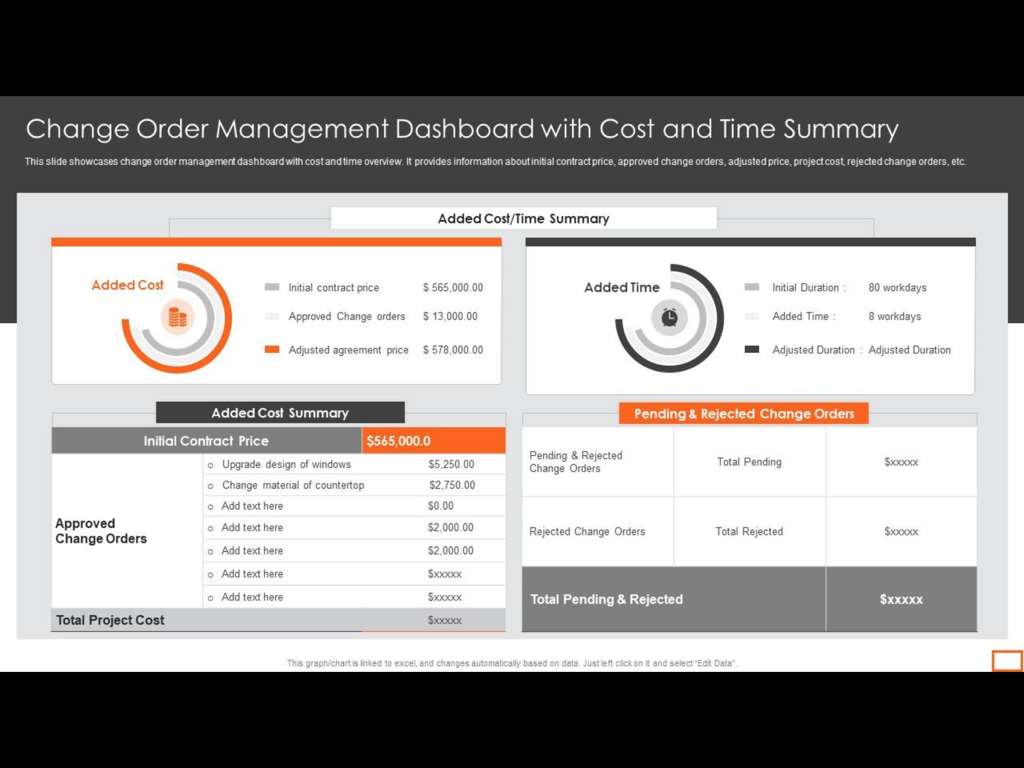 Change Order Management Dashboard with Cost and Time Summary
This slide showcases change order management dashboard with cost and time overview. It provides information about initial contract price, approved change orders, adjusted price, project cost, rejected change orders, etc.
Added Cost/Time Summary
Added Cost
Initial contract price $ 565,000.00
Approved Change orders $ 13,000.00
Adjusted agreement price $ 578,000.00
Added Time
Initial Duration : 80 workdays
Added Time : 8 workdays
Adjusted Duration : Adjusted Duration
Added Cost Summary
Initial Contract Price $565,000.0
Approved
Change Orders
o Upgrade design of windows $5,250.00
o Change material of countertop $2,750.00
o Add text here $0.00
o Add text here $2,000.00
o Add text here $2,000.00
o Add text here $xxxxx
o Add text here $xxxxx
Total Project Cost $xxxxx
Pending & Rejected Change Orders
Pending & Rejected
Change Orders
Total Pending $xxxxx
Rejected Change Orders Total Rejected $xxxxx
Total Pending & Rejected $xxxxx
This graph/chart is linked to excel, and changes automatically based on data. Just left click on it and select “Edit Data”.